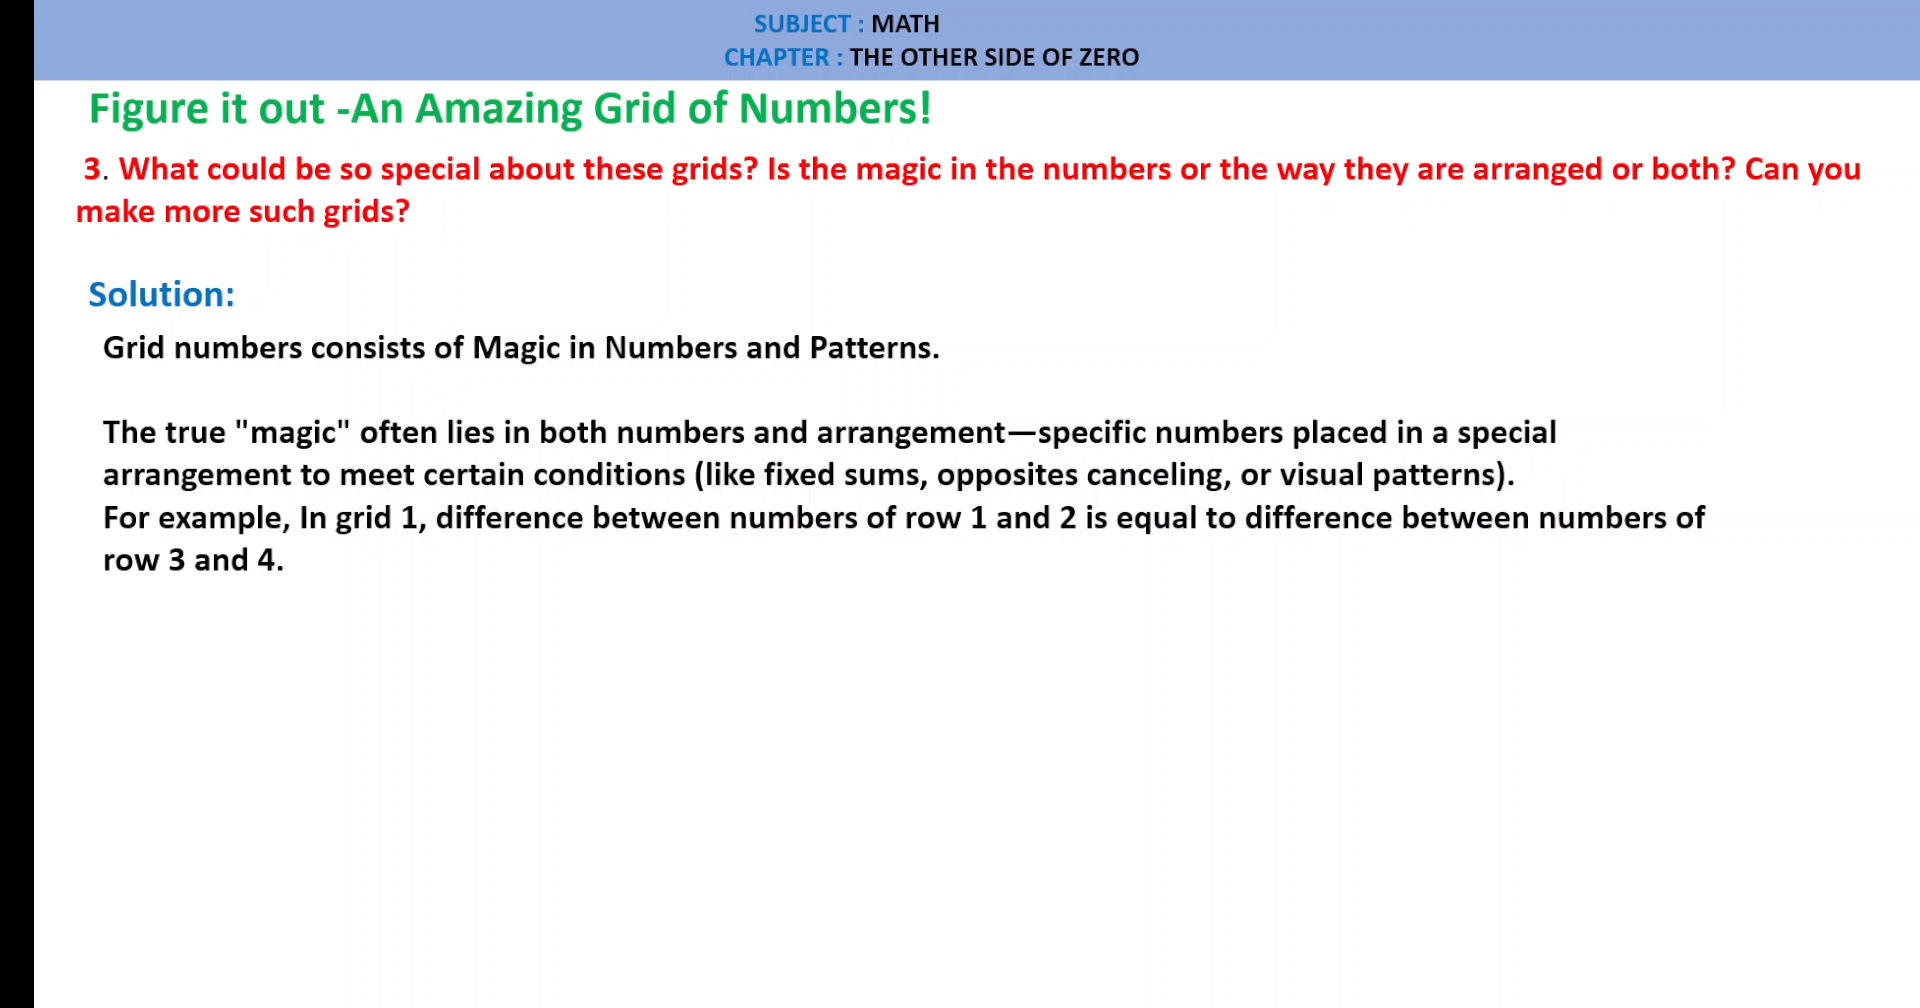 SUBJECT : MATH
CHAPTER : THE OTHER SIDE OF ZERO
Figure it out -An Amazing Grid of Numbers!
3. What could be so special about these grids? Is the magic in the numbers or the way they are arranged or both? Can you
make more such grids?
Solution:
Grid numbers consists of Magic in Numbers and Patterns.
The true "magic" often lies in both numbers and arrangement—specific numbers placed in a special
arrangement to meet certain conditions (like fixed sums, opposites canceling, or visual patterns).
For example, In grid 1, difference between numbers of row 1 and 2 is equal to difference between numbers of
row 3 and 4.